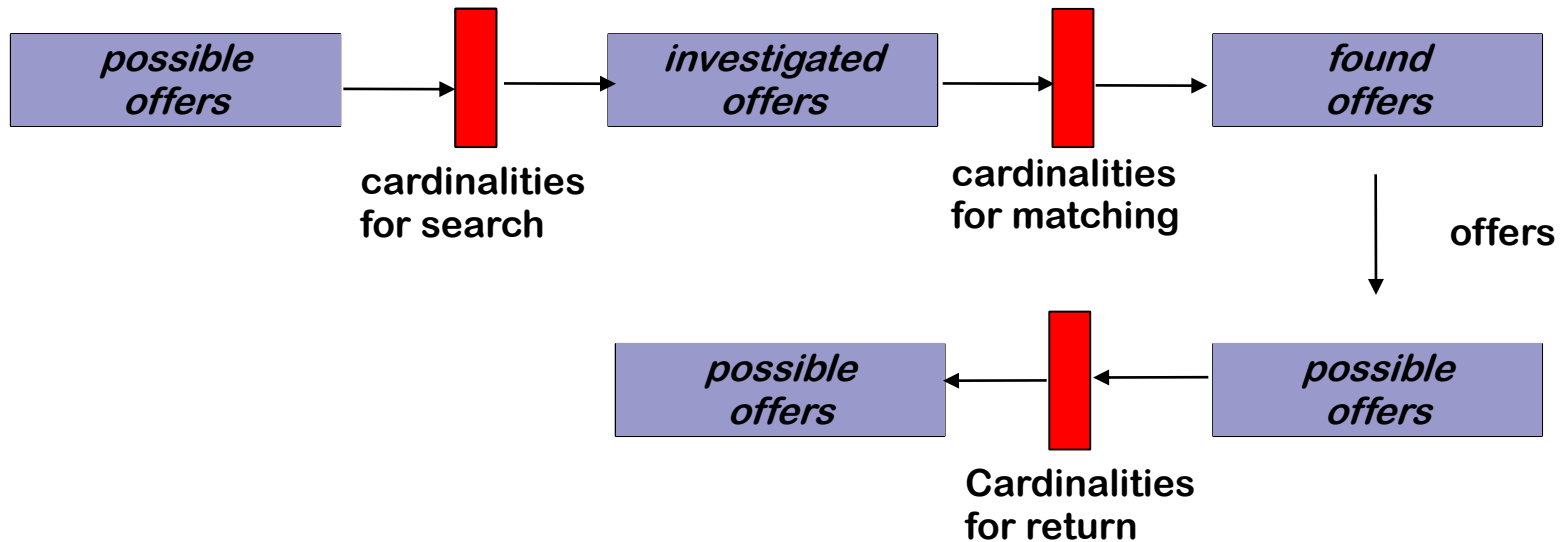 possible
offers
investigated
offers
found
offers
cardinalities
for search
cardinalities
for matching
offers
possible
offers
possible
offers
Cardinalities
for return